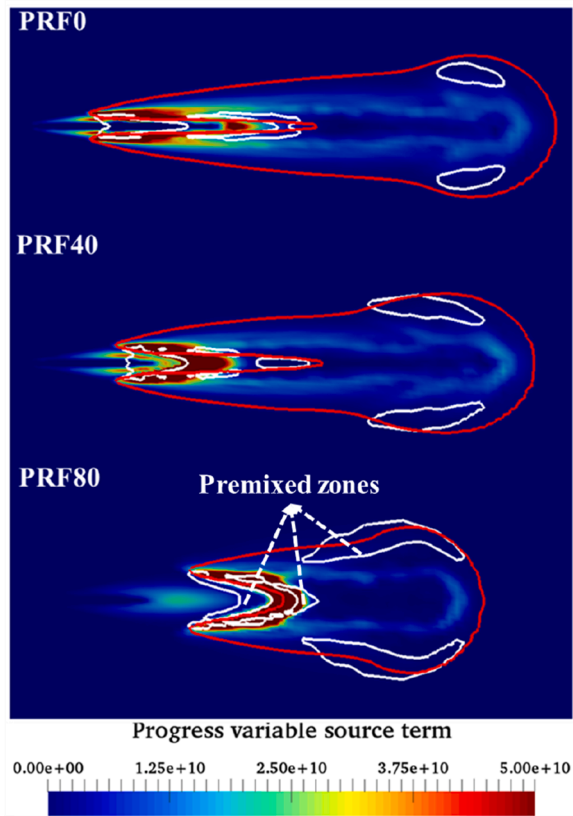 PRF0
PRF40
PRF80
Premixed zones
Progress variable source term
0.00e+00 1.25e+10 2.50e+10 3.75e+10 5.00e+10